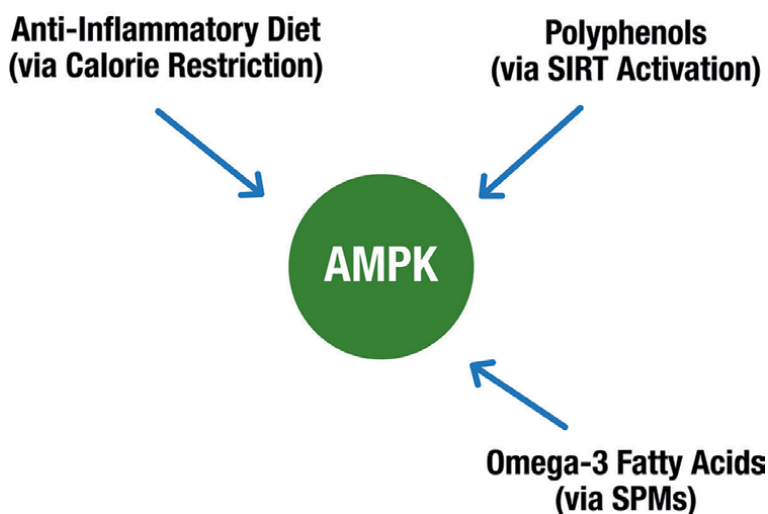 Anti-Inflammatory Diet
(via Calorie Restriction)
Polyphenols
(via SIRT Activation)
AMPK
Omega-3 Fatty Acids
(via SPMs)